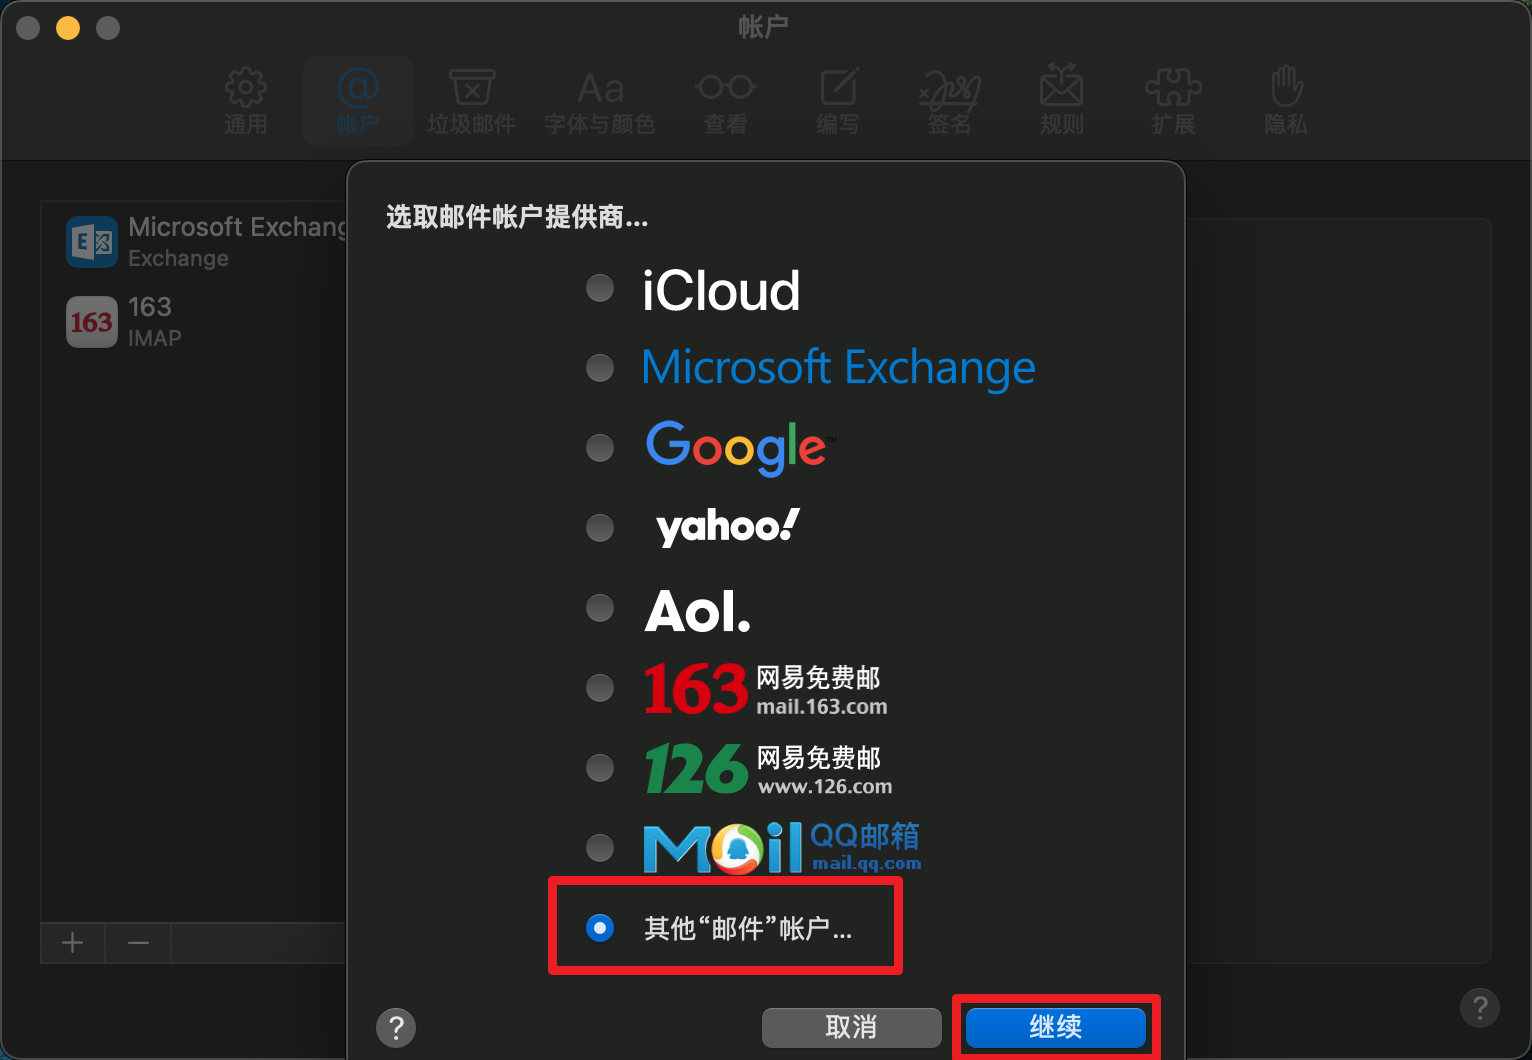 帐户
@
Aa
通用
帐户
垃圾邮件
字体与颜色
查看
编写
签名
规则
扩展
隐私
Microsoft Exchang
Exchange
163
163
IMAP
选取邮件帐户提供商...
iCloud
Microsoft Exchange
Google™
yahoo!
Aol.
163 网易免费邮
mail.163.com
126 网易免费邮
www.126.com
Mail QQ邮箱
mail.qq.com
其他“邮件”帐户...
?
取消
继续
?